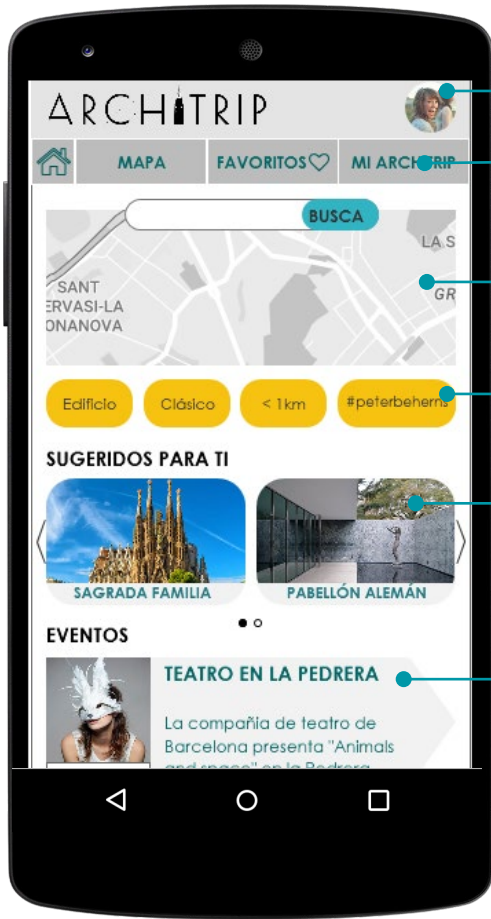 ARCHITRIP
MAPA
FAVORITOS
MI ARCHTRIP
BUSCA
LA S
SANT
ERVASI-LA
ONANOVA
GR
Edificio
Clásico
< 1km
#peterbeherns
SUGERIDOS PARA TI
SAGRADA FAMILIA
PABELLÓN ALEMÁN
EVENTOS
TEATRO EN LA PEDRERA
La compañia de teatro de
Barcelona presenta "Animals
and space" en la Pedrera